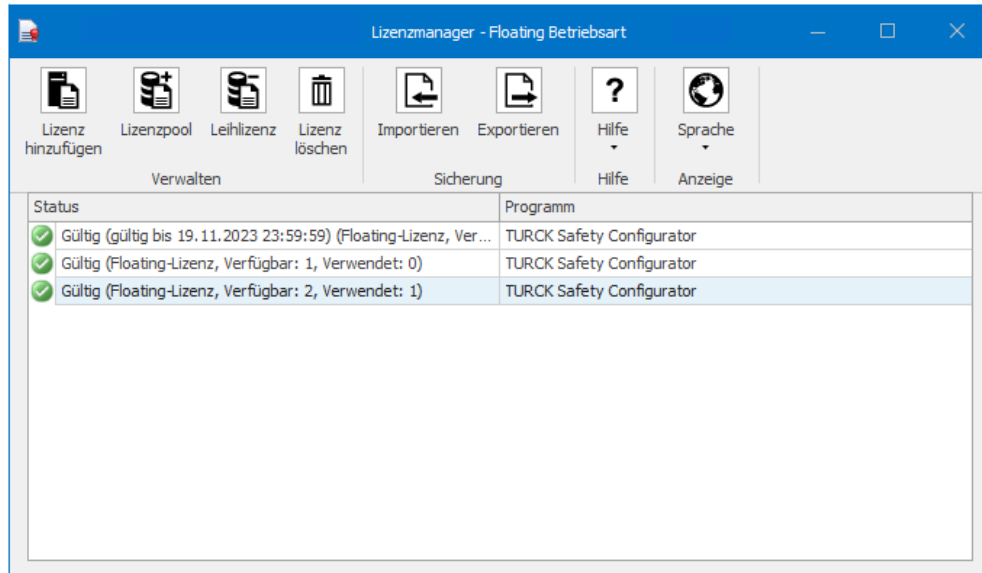 Lizenzmanager - Floating Betriebsart
Lizenz hinzufügen
Lizenzpool
Leihlizenz
Lizenz löschen
Importieren
Exportieren
Hilfe
Sprache
Verwalten
Sicherung
Hilfe
Anzeige
Status Programm
Gültig (gültig bis 19.11.2023 23:59:59) (Floating-Lizenz, Ver... TURCK Safety Configurator
Gültig (Floating-Lizenz, Verfügbar: 1, Verwendet: 0) TURCK Safety Configurator
Gültig (Floating-Lizenz, Verfügbar: 2, Verwendet: 1) TURCK Safety Configurator